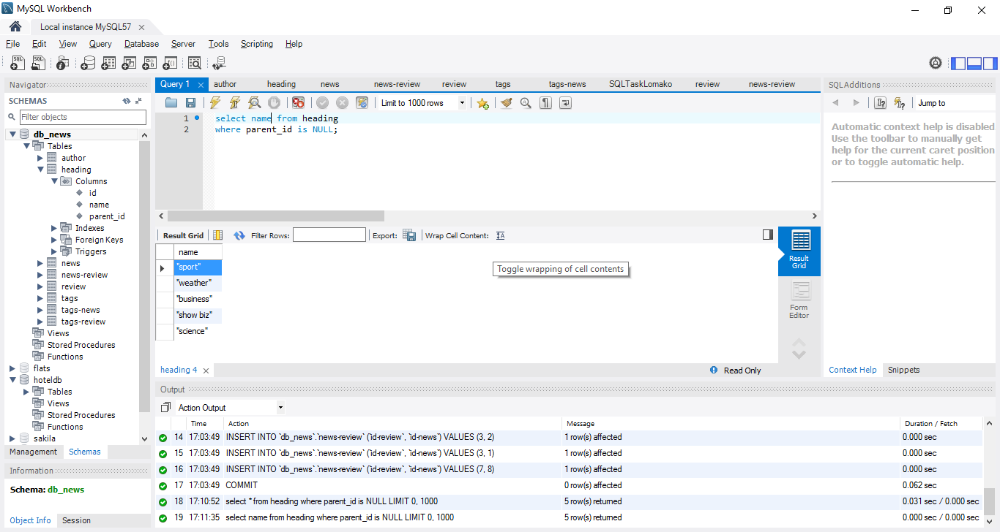 MySQL Workbench
Local instance MySQL57
File Edit View Query Database Server Tools Scripting Help
Navigator
SCHEMAS
Filter objects
db_news
Tables
author
heading
Columns
id
name
parent_id
Indexes
Foreign Keys
Triggers
news
news-review
review
tags
tags-news
tags-review
Views
Stored Procedures
Functions
flats
hoteldb
Tables
Views
Stored Procedures
Functions
sakila
Management Schemas
Information
Schema: db_news
Object Info Session
Query 1 author heading news news-review review tags tags-news SQLTaskLomako review news-review
Limit to 1000 rows
1 select name from heading
2 where parent_id is NULL;
Result Grid Filter Rows: Export: Wrap Cell Content:
name
"sport"
"weather"
"business"
"show biz"
"science"
Toggle wrapping of cell contents
Result
Grid
Form
Editor
heading 4 Read Only
SQLAdditions
Jump to
Automatic context help is disabled
Use the toolbar to manually get
help for the current caret position
or to toggle automatic help.
Context Help Snippets
Output
Action Output
Time Action Message Duration / Fetch
14 17:03:49 INSERT INTO `db_news`.`news-review` (`id-review`, `id-news`) VALUES (3, 2) 1 row(s) affected 0.000 sec
15 17:03:49 INSERT INTO `db_news`.`news-review` (`id-review`, `id-news`) VALUES (3, 1) 1 row(s) affected 0.000 sec
16 17:03:49 INSERT INTO `db_news`.`news-review` (`id-review`, `id-news`) VALUES (7, 8) 1 row(s) affected 0.000 sec
17 17:03:49 COMMIT 0 row(s) affected 0.062 sec
18 17:10:52 select * from heading where parent_id is NULL LIMIT 0, 1000 5 row(s) returned 0.031 sec / 0.000 sec
19 17:11:35 select name from heading where parent_id is NULL LIMIT 0, 1000 5 row(s) returned 0.000 sec / 0.000 sec